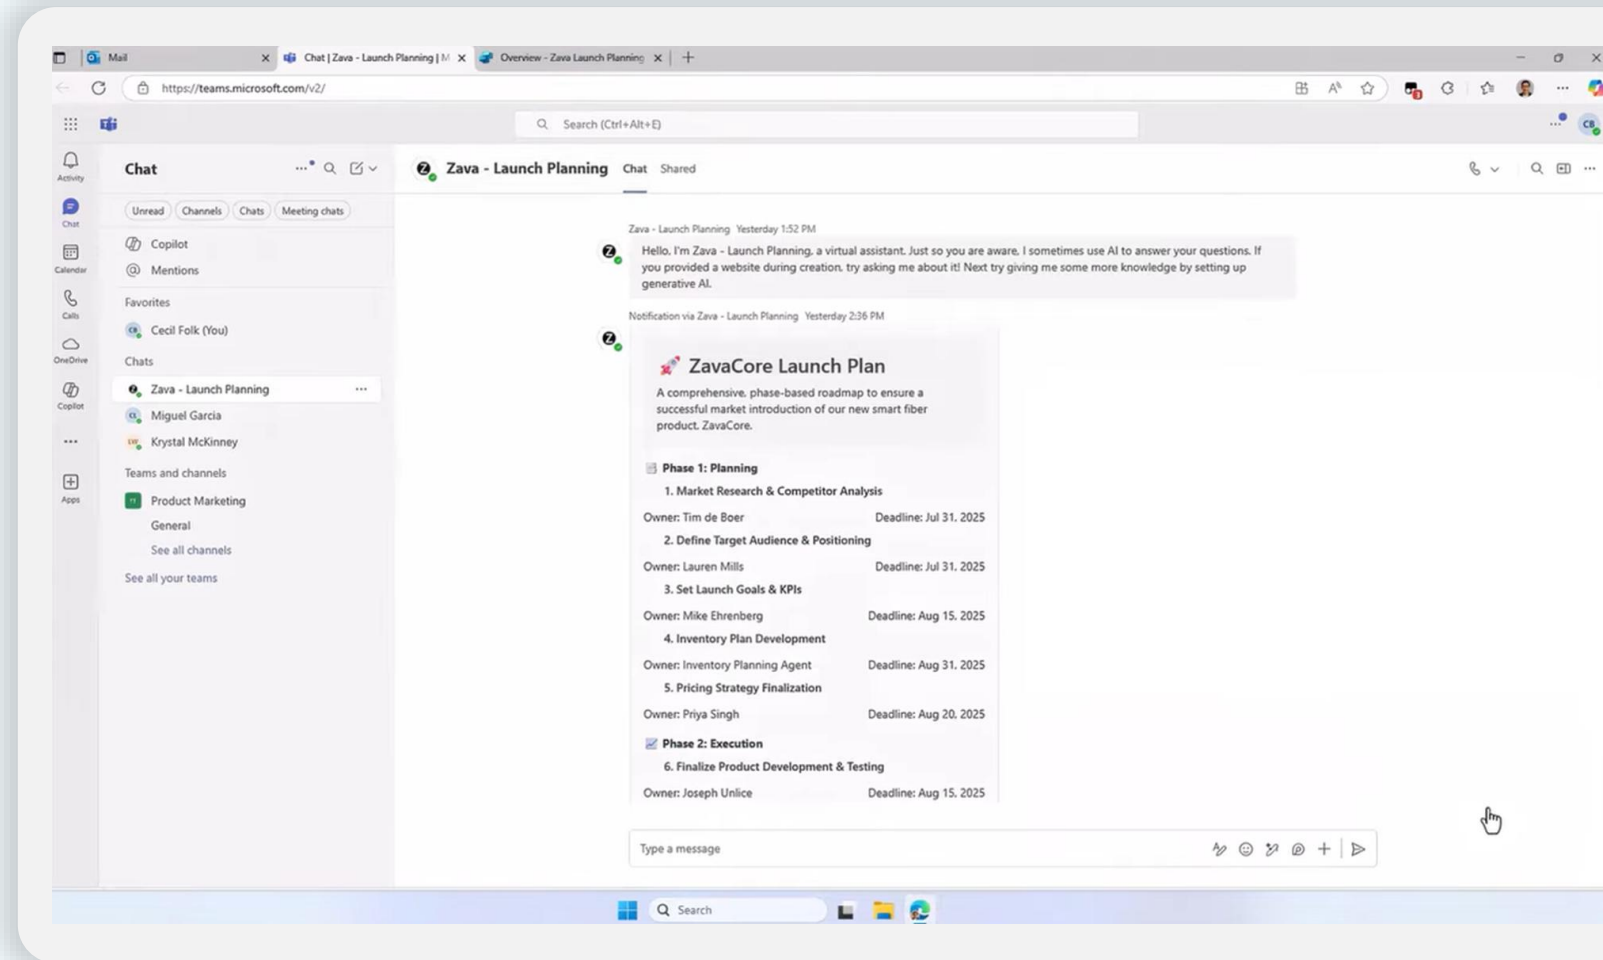 Mail
Chat | Zava - Launch Planning | M
Overview - Zava Launch Planning
https://teams.microsoft.com/v2/
3
Search (Ctrl+Alt+E)
CB
Activity
Chat
Calendar
Calls
OneDrive
Copilot
Apps
Chat
Unread
Channels
Chats
Meeting chats
Copilot
Mentions
Favorites
Cecil Folk (You)
Chats
Zava - Launch Planning
Miguel Garcia
Krystal McKinney
Teams and channels
Product Marketing
General
See all channels
See all your teams
Zava - Launch Planning
Chat
Shared
Zava - Launch Planning Yesterday 1:52 PM
Hello, I'm Zava - Launch Planning, a virtual assistant. Just so you are aware, I sometimes use AI to answer your questions. If
you provided a website during creation, try asking me about it! Next try giving me some more knowledge by setting up
generative AI.
Notification via Zava - Launch Planning Yesterday 2:36 PM
ZavaCore Launch Plan
A comprehensive, phase-based roadmap to ensure a
successful market introduction of our new smart fiber
product, ZavaCore.
Phase 1: Planning
1. Market Research & Competitor Analysis
Owner: Tim de Boer Deadline: Jul 31, 2025
2. Define Target Audience & Positioning
Owner: Lauren Mills Deadline: Jul 31, 2025
3. Set Launch Goals & KPIs
Owner: Mike Ehrenberg Deadline: Aug 15, 2025
4. Inventory Plan Development
Owner: Inventory Planning Agent Deadline: Aug 31, 2025
5. Pricing Strategy Finalization
Owner: Priya Singh Deadline: Aug 20, 2025
Phase 2: Execution
6. Finalize Product Development & Testing
Owner: Joseph Unlice Deadline: Aug 15, 2025
Type a message
Search